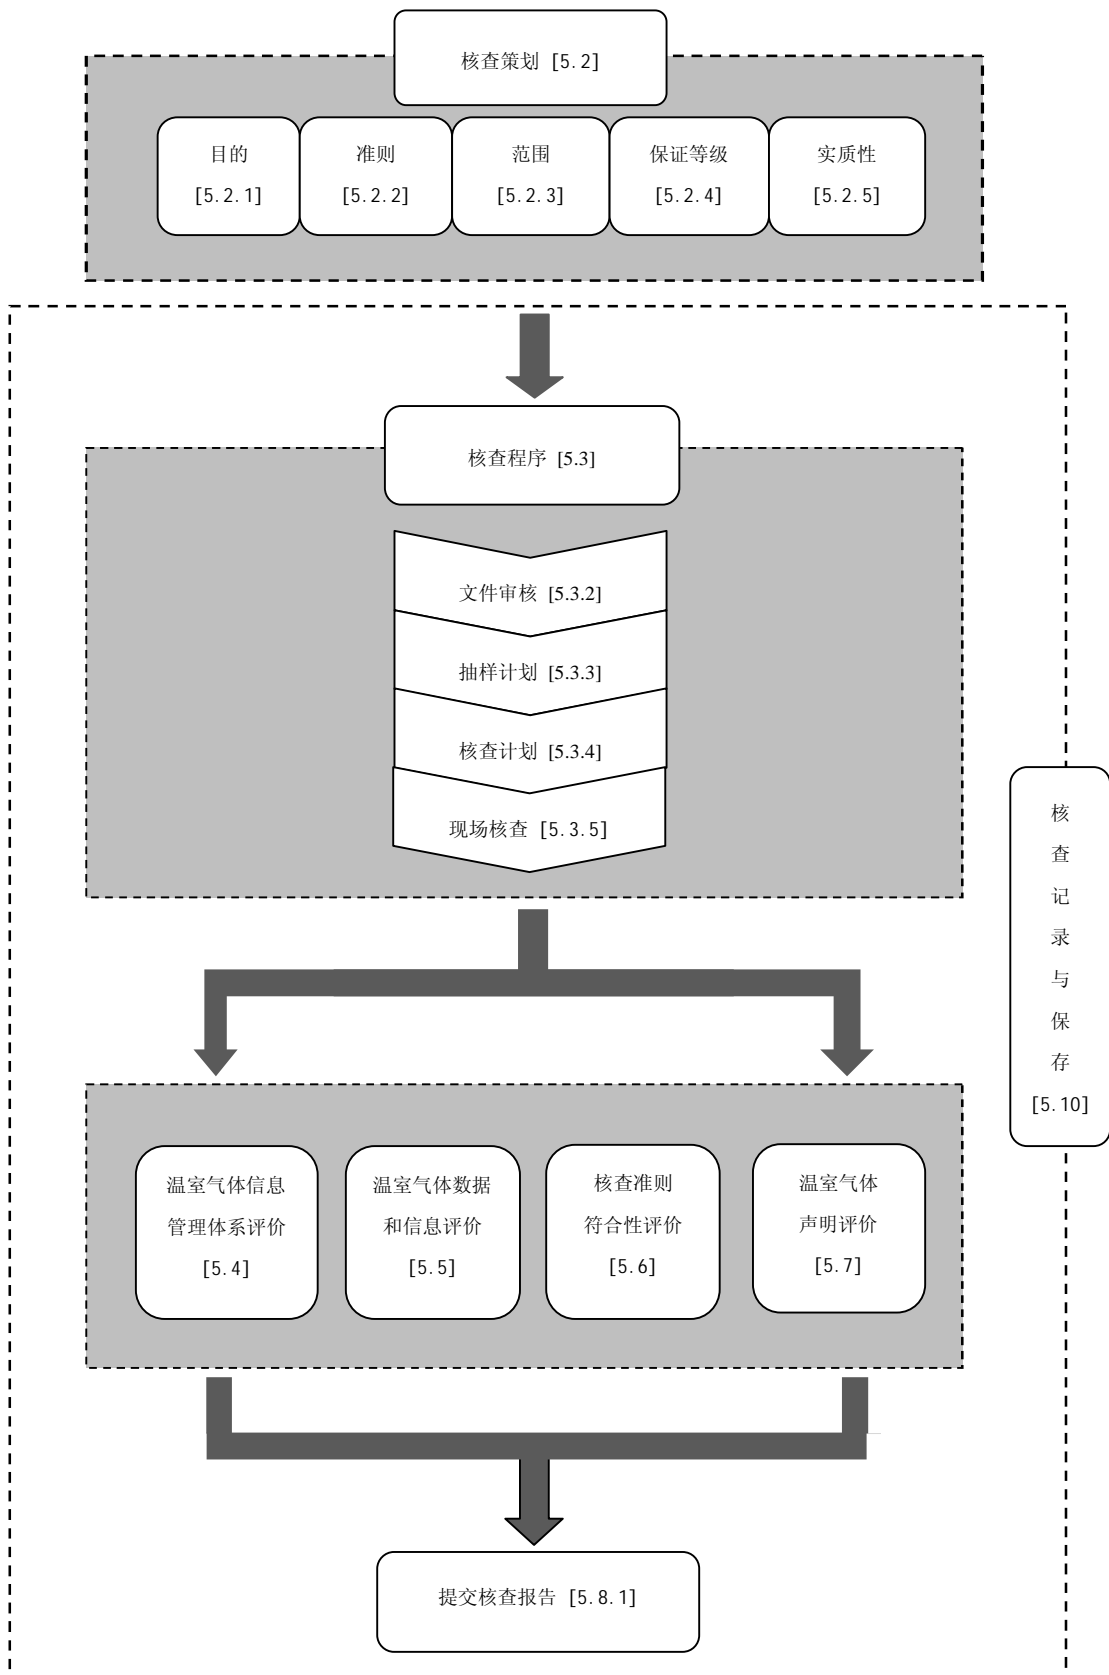 核查策划 [5.2]
目的
[5.2.1]
准则
[5.2.2]
范围
[5.2.3]
保证等级
[5.2.4]
实质性
[5.2.5]
核查程序 [5.3]
文件审核 [5.3.2]
抽样计划 [5.3.3]
核查计划 [5.3.4]
现场核查 [5.3.5]
核
查
记
录
与
保
存
[5.10]
温室气体信息
管理体系评价
[5.4]
温室气体数据
和信息评价
[5.5]
核查准则
符合性评价
[5.6]
温室气体
声明评价
[5.7]
提交核查报告 [5.8.1]